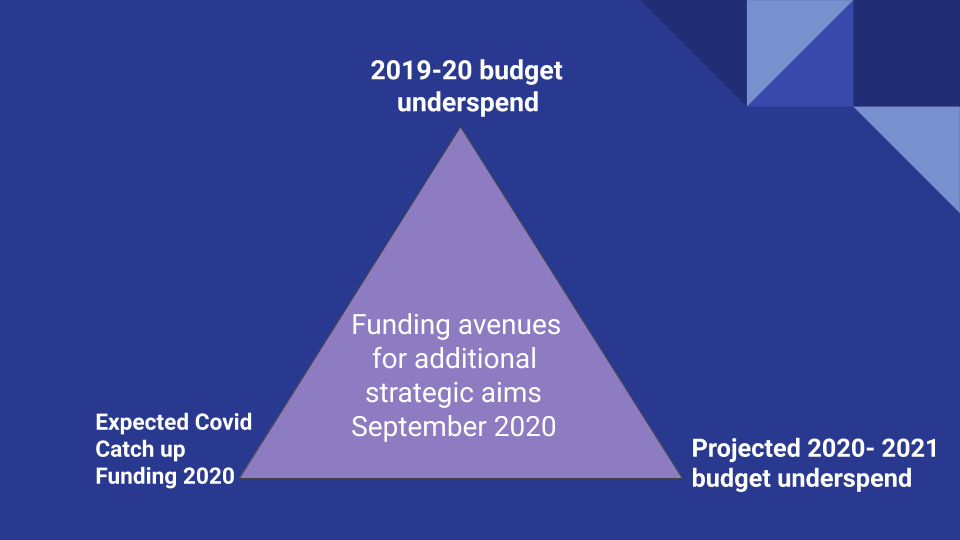 2019-20 budget
underspend
Funding avenues
for additional
strategic aims
September 2020
Expected Covid
Catch up
Funding 2020
Projected 2020- 2021
budget underspend